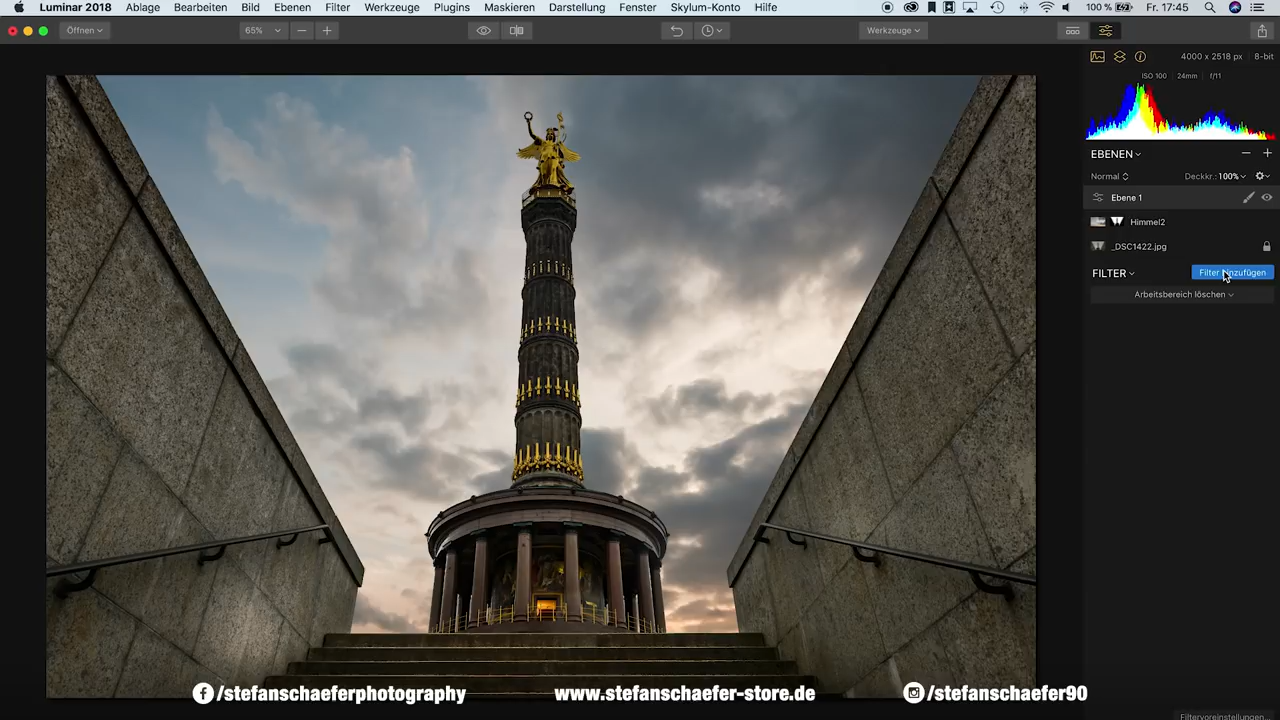 Luminar 2018 Ablage Bearbeiten Bild Ebenen Filter Werkzeuge Plugins Maskieren Darstellung Fenster Skylum-Konto Hilfe 100 % Fr. 17:45
Öffnen 65% Werkzeuge
4000 x 2518 px 8-bit
ISO 100 24mm f/11
EBENEN
Normal Deckkr.: 100%
Ebene 1
Himmel2
_DSC1422.jpg
FILTER Filter hinzufügen
Arbeitsbereich löschen
/stefanschaeferphotography www.stefanschaefer-store.de /stefanschaefer90
Filtervoreinstellungen...